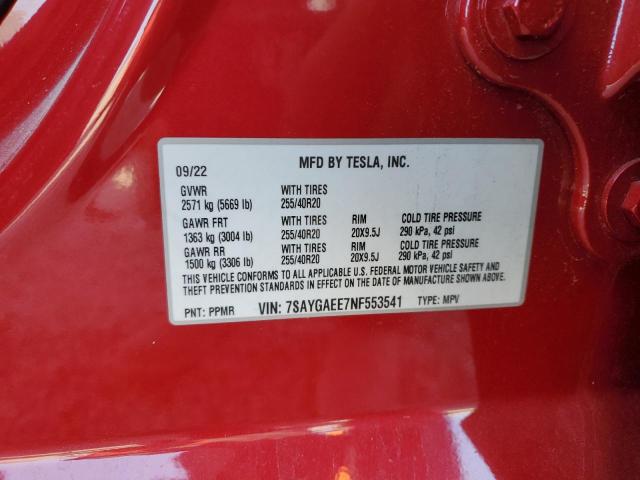 09/22 MFD BY TESLA, INC.
GVWR WITH TIRES
2571 kg (5669 lb) 255/40R20
GAWR FRT WITH TIRES RIM COLD TIRE PRESSURE
1363 kg (3004 lb) 255/40R20 20X9.5J 290 kPa, 42 psi
GAWR RR WITH TIRES RIM COLD TIRE PRESSURE
1500 kg (3306 lb) 255/40R20 20X9.5J 290 kPa, 42 psi
THIS VEHICLE CONFORMS TO ALL APPLICABLE U.S. FEDERAL MOTOR VEHICLE SAFETY AND
THEFT PREVENTION STANDARDS IN EFFECT ON THE DATE OF MANUFACTURE SHOWN ABOVE.
PNT: PPMR VIN: 7SAYGAEE7NF553541 TYPE: MPV